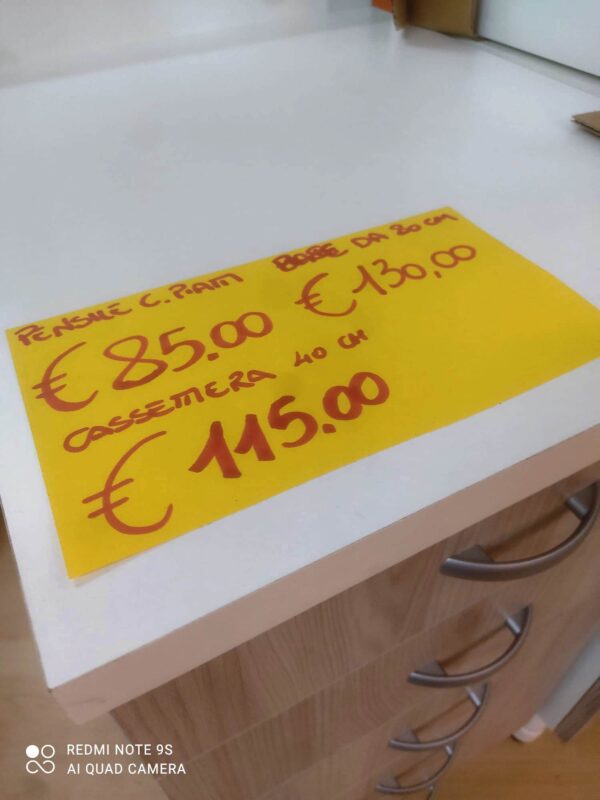 PENSILE C. PIATTI
€ 85.00
BASE DA 80 CM
€ 130,00
CASSETTIERA 40 CM
€ 115.00
REDMI NOTE 9S
AI QUAD CAMERA